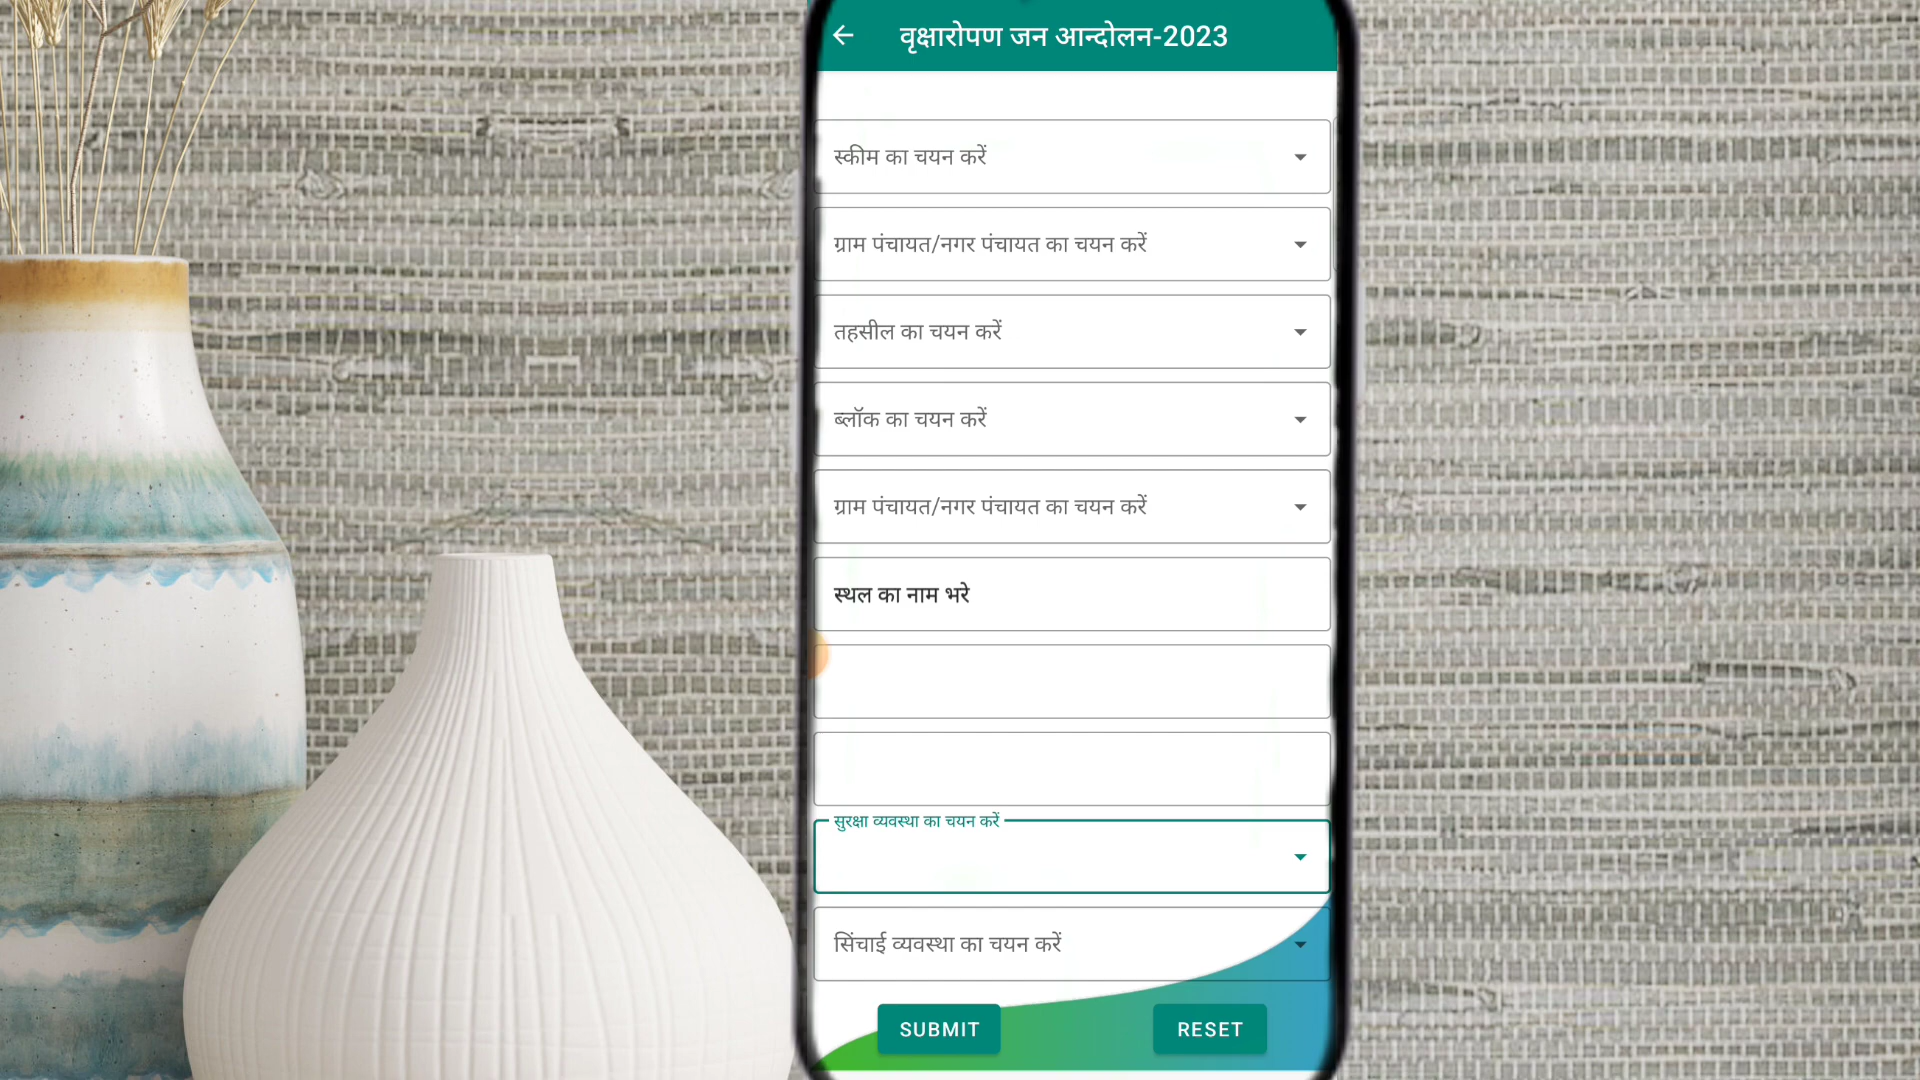 वृक्षारोपण जन आन्दोलन-2023
स्कीम का चयन करें
ग्राम पंचायत/नगर पंचायत का चयन करें
तहसील का चयन करें
ब्लॉक का चयन करें
ग्राम पंचायत/नगर पंचायत का चयन करें
स्थल का नाम भरे
सुरक्षा व्यवस्था का चयन करें
सिंचाई व्यवस्था का चयन करें
SUBMIT RESET